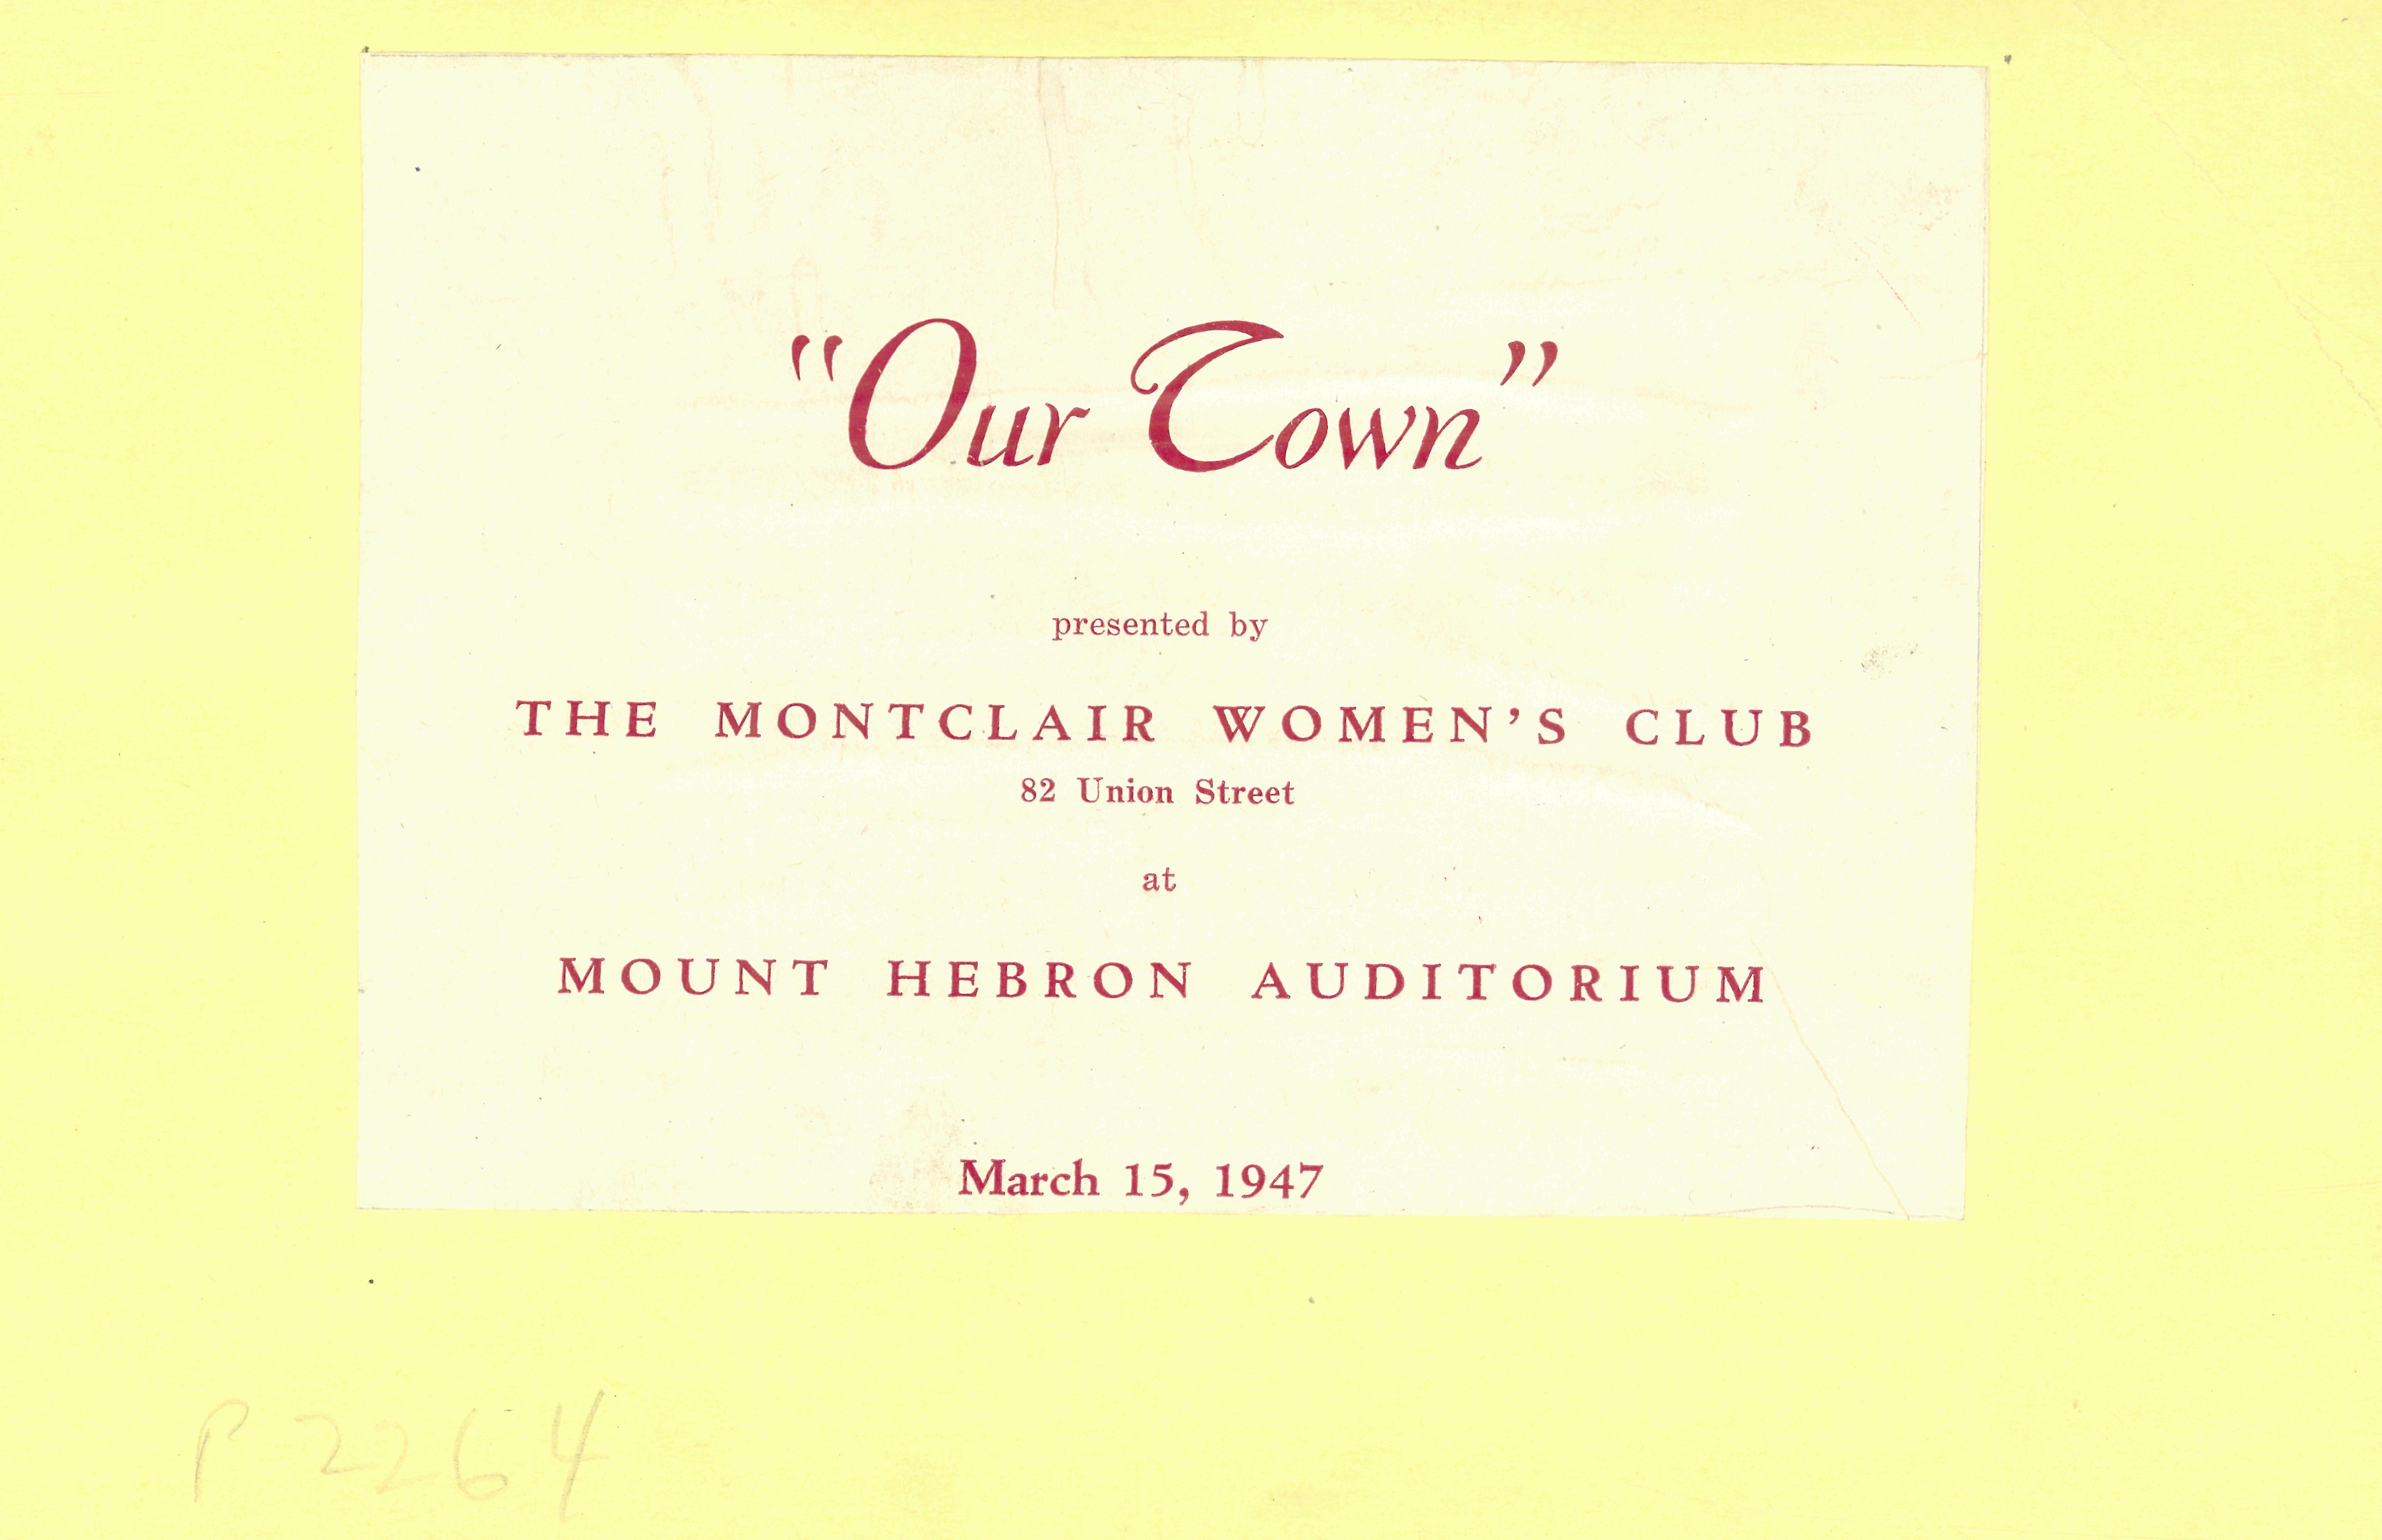 “Our Town”
presented by
THE MONTCLAIR WOMEN’S CLUB
82 Union Street
at
MOUNT HEBRON AUDITORIUM
March 15, 1947
P 2264